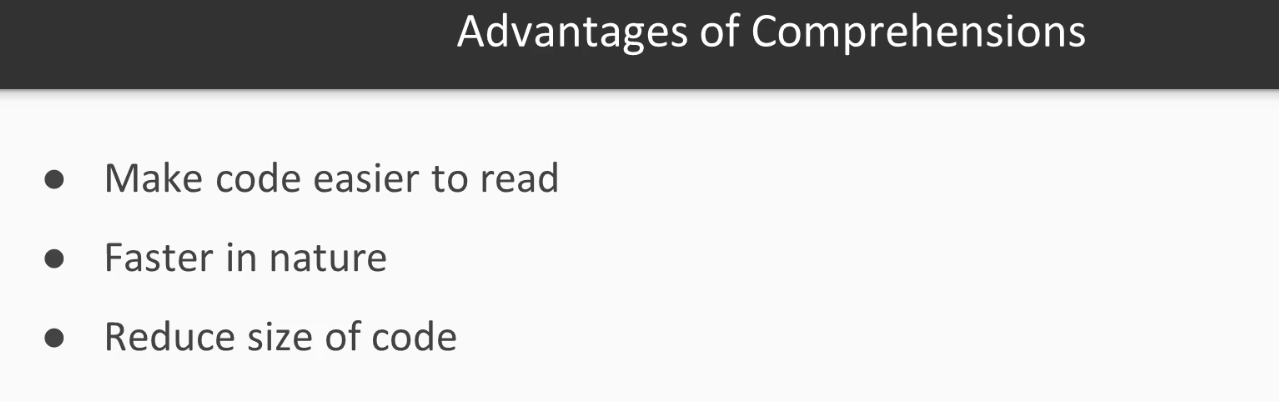 Advantages of Comprehensions
● Make code easier to read
● Faster in nature
● Reduce size of code